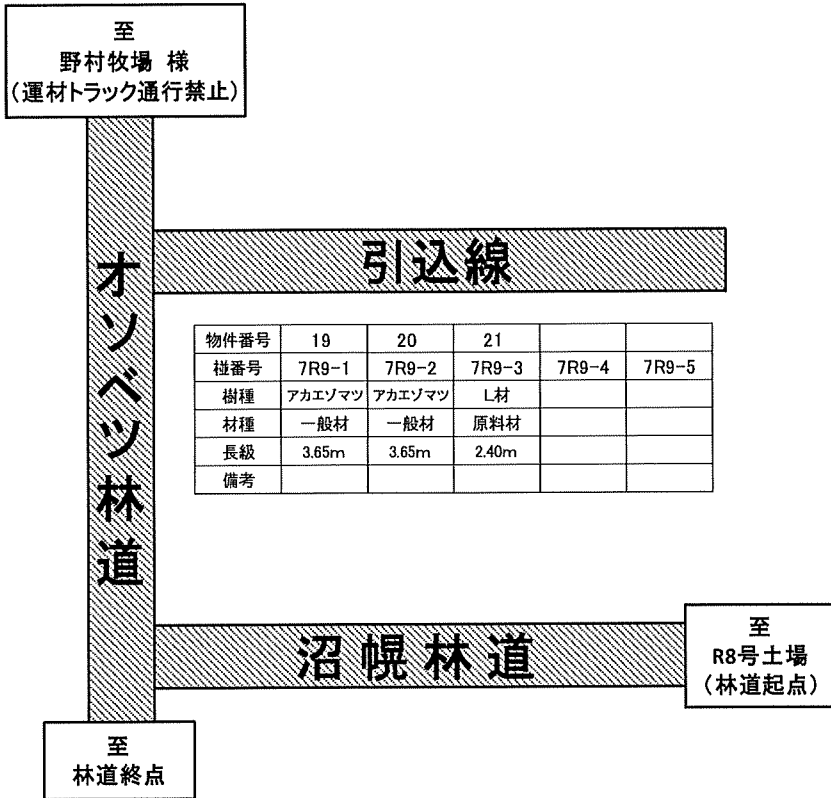 至
野村牧場 様
（運材トラック通行禁止）
引込線
オソベツ林道
物件番号 19 20 21
椪番号 7R9-1 7R9-2 7R9-3 7R9-4 7R9-5
樹種 アカエゾマツ アカエゾマツ L材
材種 一般材 一般材 原料材
長級 3.65m 3.65m 2.40m
備考
沼幌林道
至
R8号土場
（林道起点）
至
林道終点